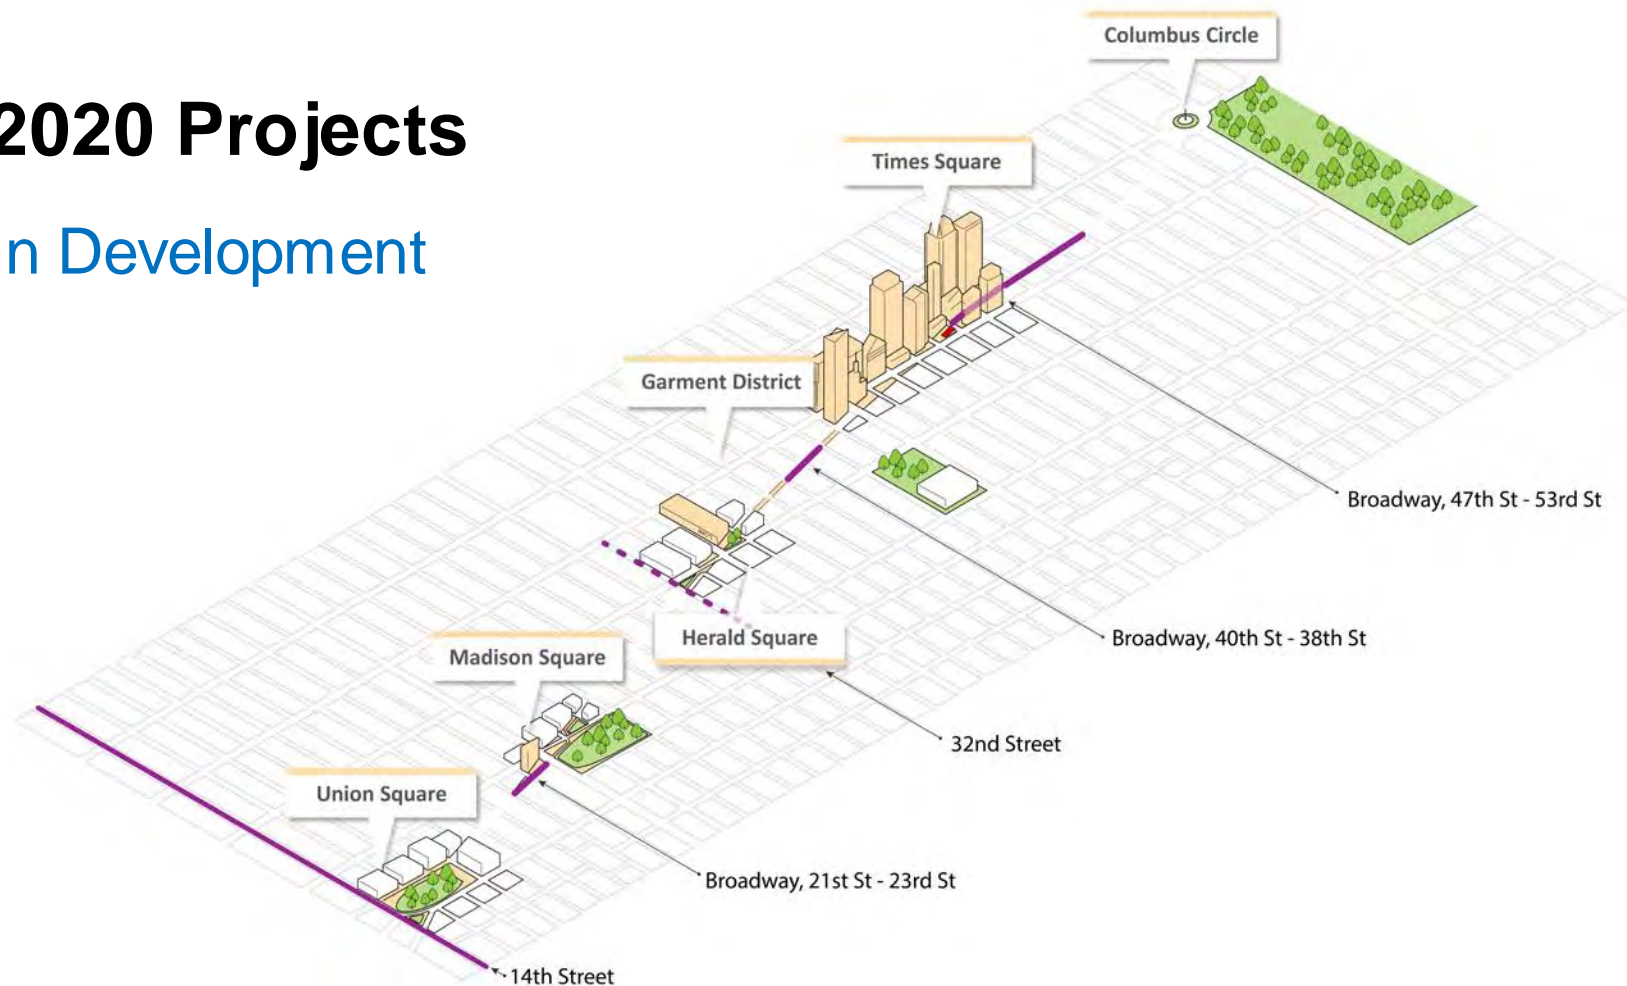 2020 Projects
n Development
Columbus Circle
Times Square
Garment District
Broadway, 47th St - 53rd St
Broadway, 40th St - 38th St
Herald Square
Madison Square
32nd Street
Union Square
Broadway, 21st St - 23rd St
14th Street